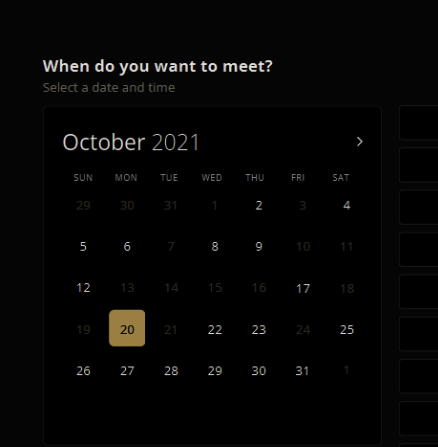 When do you want to meet?
Select a date and time
October 2021
SUN MON TUE WED THU FRI SAT
29 30 31 1 2 3 4
5 6 7 8 9 10 11
12 13 14 15 16 17 18
19 20 21 22 23 24 25
26 27 28 29 30 31 1